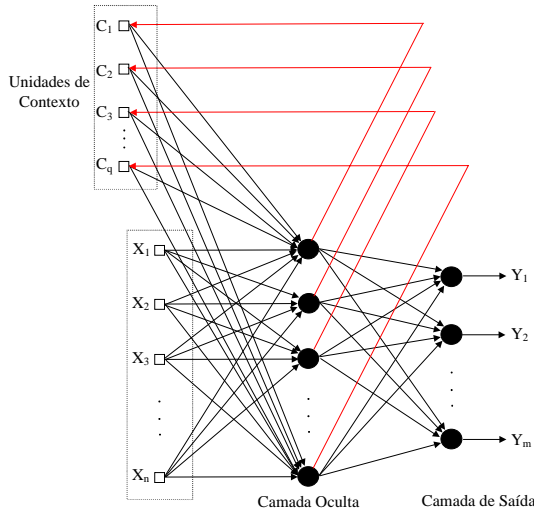 C1
C2
Unidades de
Contexto
C3
Cq
X1
X2
X3
Xn
Y1
Y2
Ym
Camada Oculta
Camada de Saída